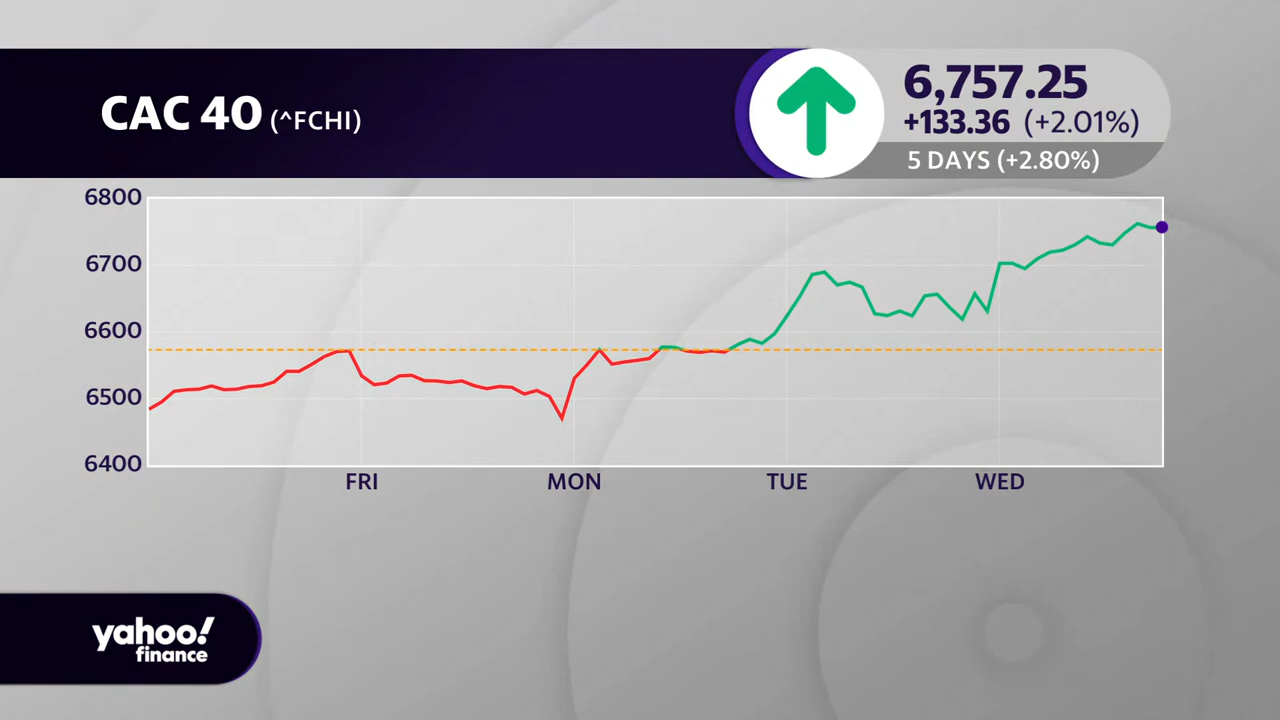 CAC 40 (^FCHI)
6,757.25
+133.36 (+2.01%)
5 DAYS (+2.80%)
6800
6700
6600
6500
6400
FRI MON TUE WED
yahoo!
finance